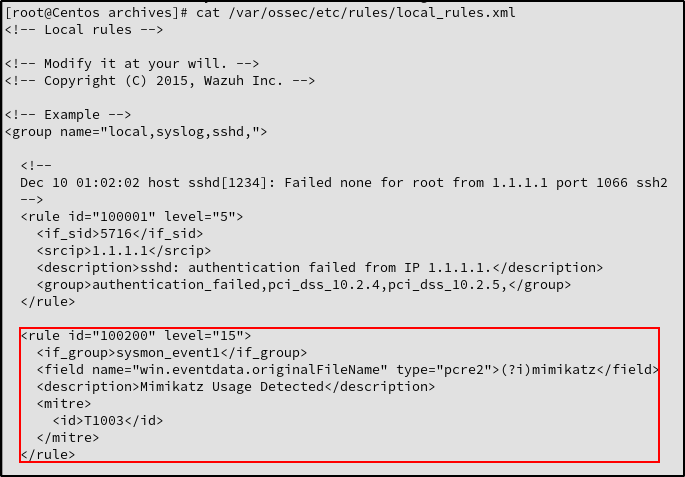 [root@Centos archives]# cat /var/ossec/etc/rules/local_rules.xml
<!-- Local rules -->
<!-- Modify it at your will. -->
<!-- Copyright (C) 2015, Wazuh Inc. -->
<!-- Example -->
<group name="local,syslog,sshd,">
<!--
Dec 10 01:02:02 host sshd[1234]: Failed none for root from 1.1.1.1 port 1066 ssh2
-->
<rule id="100001" level="5">
<if_sid>5716</if_sid>
<srcip>1.1.1.1</srcip>
<description>sshd: authentication failed from IP 1.1.1.1.</description>
<group>authentication_failed,pci_dss_10.2.4,pci_dss_10.2.5,</group>
</rule>
<rule id="100200" level="15">
<if_group>sysmon_event1</if_group>
<field name="win.eventdata.originalFileName" type="pcre2">(?i)mimikatz</field>
<description>Mimikatz Usage Detected</description>
<mitre>
<id>T1003</id>
</mitre>
</rule>